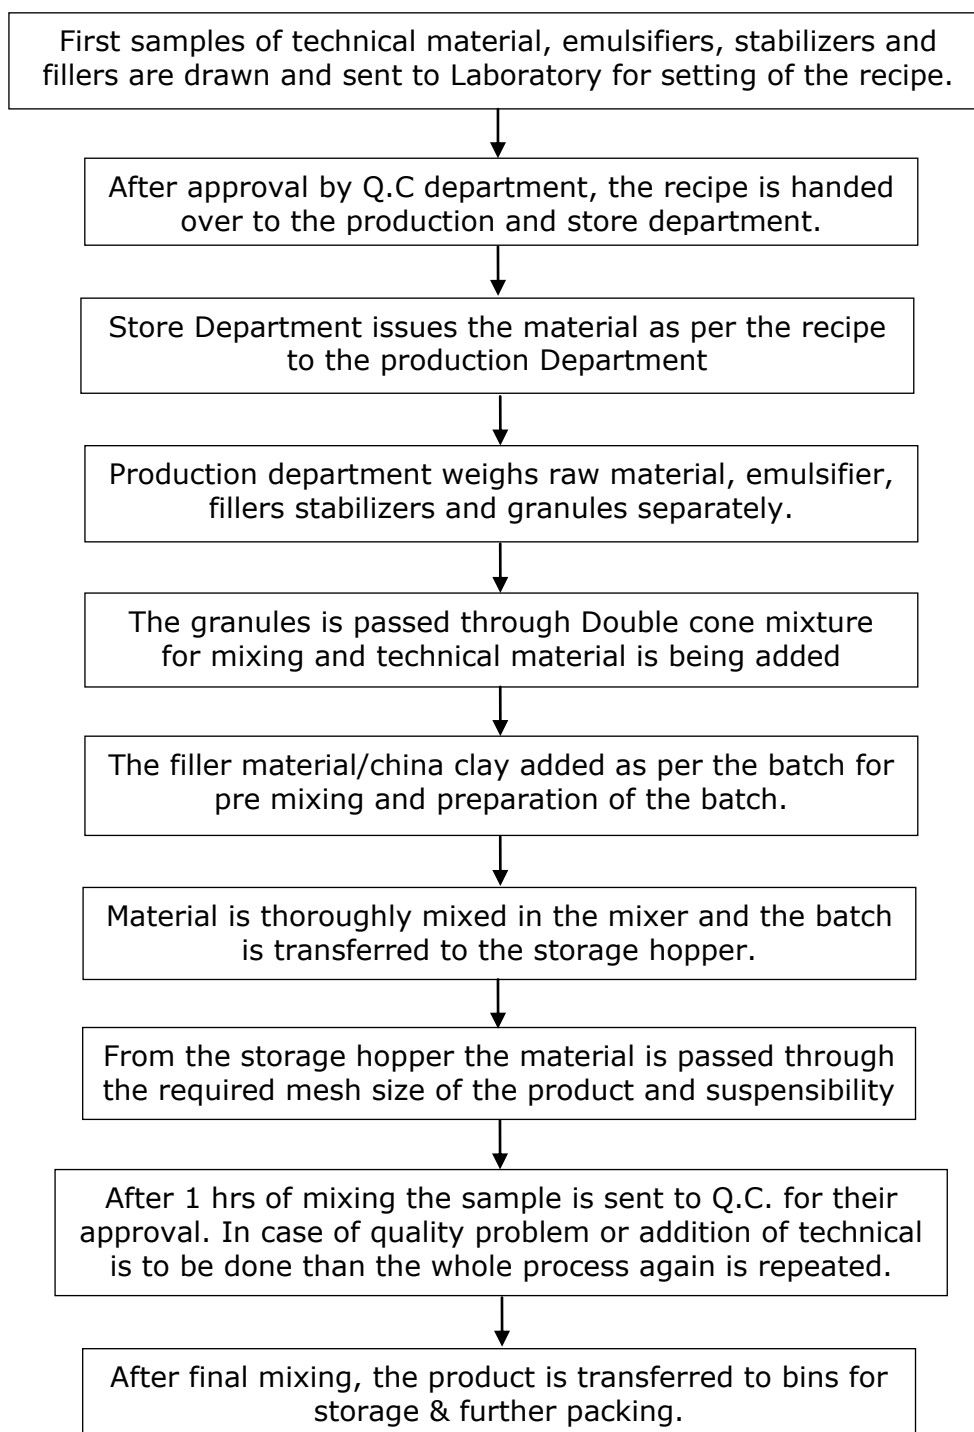 First samples of technical material, emulsifiers, stabilizers and
fillers are drawn and sent to Laboratory for setting of the recipe.
After approval by Q.C department, the recipe is handed
over to the production and store department.
Store Department issues the material as per the recipe
to the production Department
Production department weighs raw material, emulsifier,
fillers stabilizers and granules separately.
The granules is passed through Double cone mixture
for mixing and technical material is being added
The filler material/china clay added as per the batch for
pre mixing and preparation of the batch.
Material is thoroughly mixed in the mixer and the batch
is transferred to the storage hopper.
From the storage hopper the material is passed through
the required mesh size of the product and suspensibility
After 1 hrs of mixing the sample is sent to Q.C. for their
approval. In case of quality problem or addition of technical
is to be done than the whole process again is repeated.
After final mixing, the product is transferred to bins for
storage & further packing.